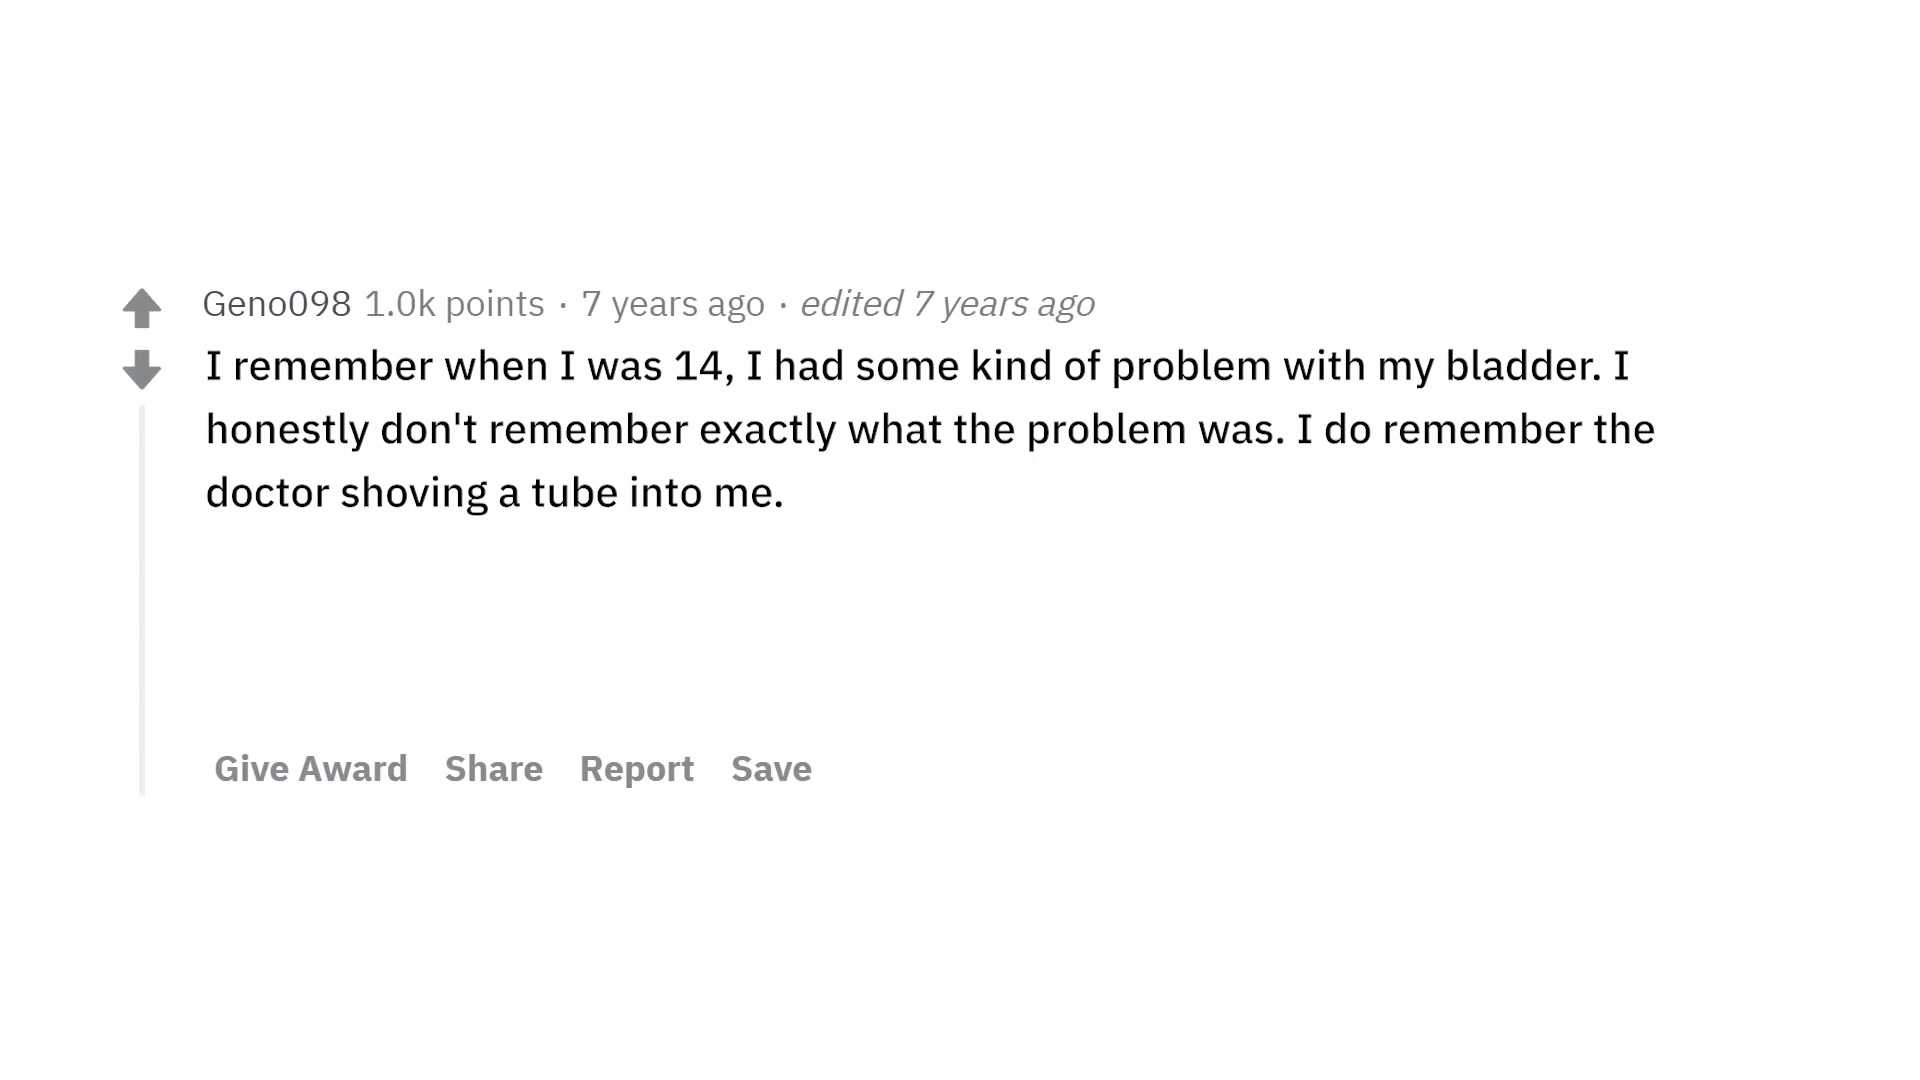 Geno098 1.0k points · 7 years ago · edited 7 years ago
I remember when I was 14, I had some kind of problem with my bladder. I
honestly don't remember exactly what the problem was. I do remember the
doctor shoving a tube into me.
Give Award Share Report Save